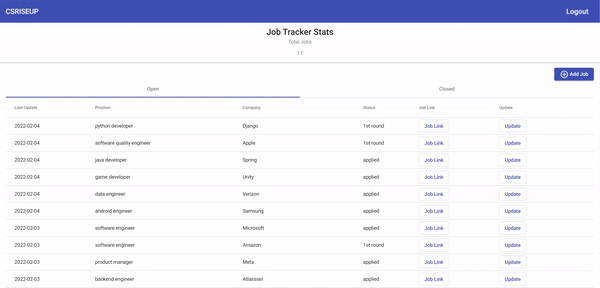 CSRISEUP Logout
Job Tracker Stats
Total Jobs
17
Add Job
Open Closed
Last Update Position Company Status Job Link Update
2022-02-04 python developer Django 1st round Job Link Update
2022-02-04 software quality engineer Apple 1st round Job Link Update
2022-02-04 java developer Spring applied Job Link Update
2022-02-04 game developer Unity applied Job Link Update
2022-02-04 data engineer Verizon applied Job Link Update
2022-02-04 android engineer Samsung applied Job Link Update
2022-02-03 software engineer Microsoft applied Job Link Update
2022-02-03 software engineer Amazon 1st round Job Link Update
2022-02-03 product manager Meta applied Job Link Update
2022-02-03 backend engineer Atlassian applied Job Link Update